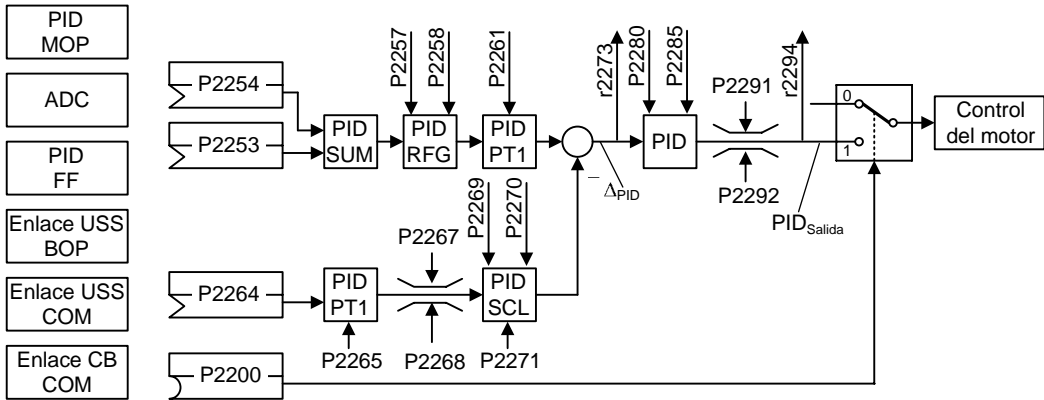 PID
MOP
ADC
PID
FF
Enlace USS
BOP
Enlace USS
COM
Enlace CB
COM
P2254
P2253
P2264
P2200
P2257
P2258
P2261
PID
SUM
PID
RFG
PID
PT1
r2273
P2280
P2285
PID
P2291
P2292
r2294
0
1
Control
del motor
−
ΔPID
PIDSalida
P2269
P2270
P2267
PID
PT1
PID
SCL
P2265
P2268
P2271